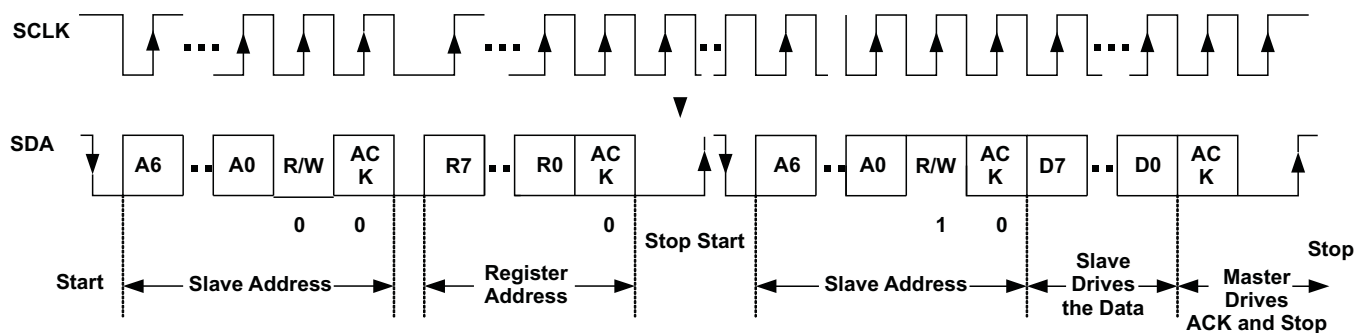 SCLK
SDA
A6 A0 R/W AC K R7 R0 AC K A6 A0 R/W AC K D7 D0 AC K
0 0 0 1 0
Stop Start
Start
Slave Address
Register
Address
Slave Address
Slave
Drives
the Data
Master
Drives
ACK and Stop
Stop